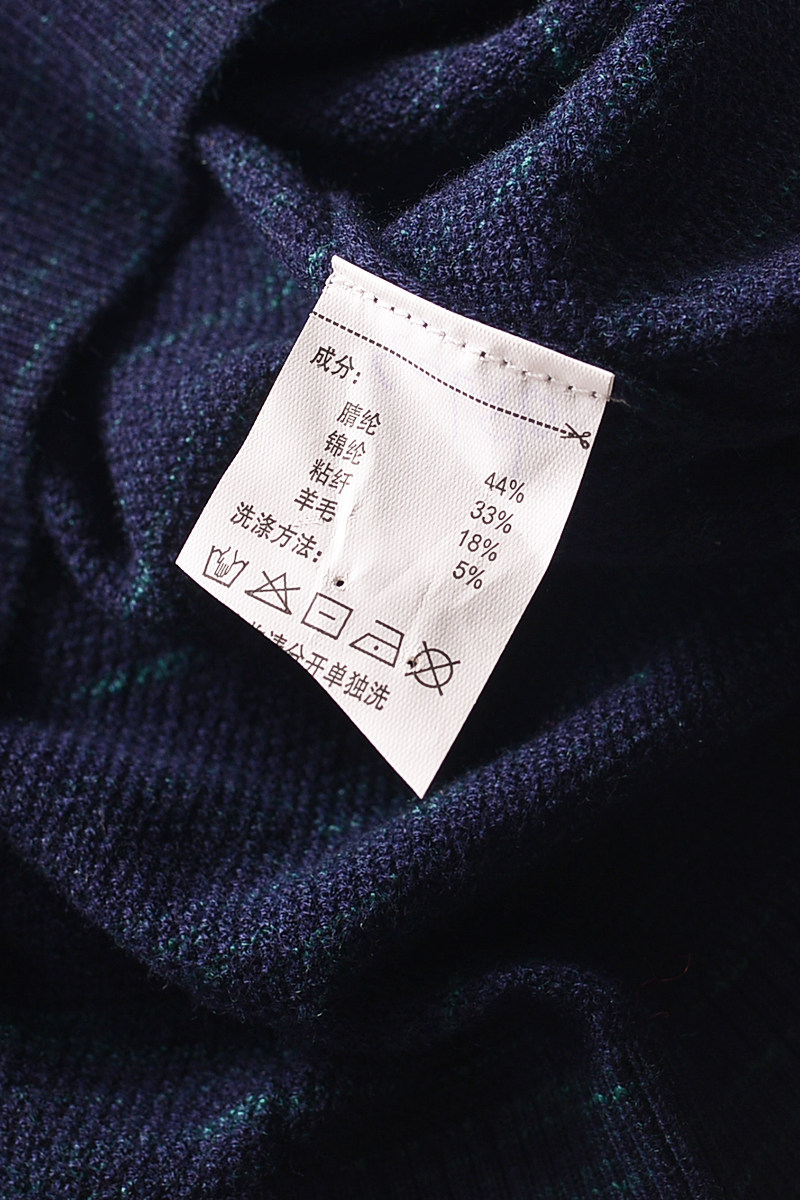 成分：
腈纶 44%
锦纶 33%
粘纤 18%
羊毛 5%
洗涤方法：
请分开单独洗